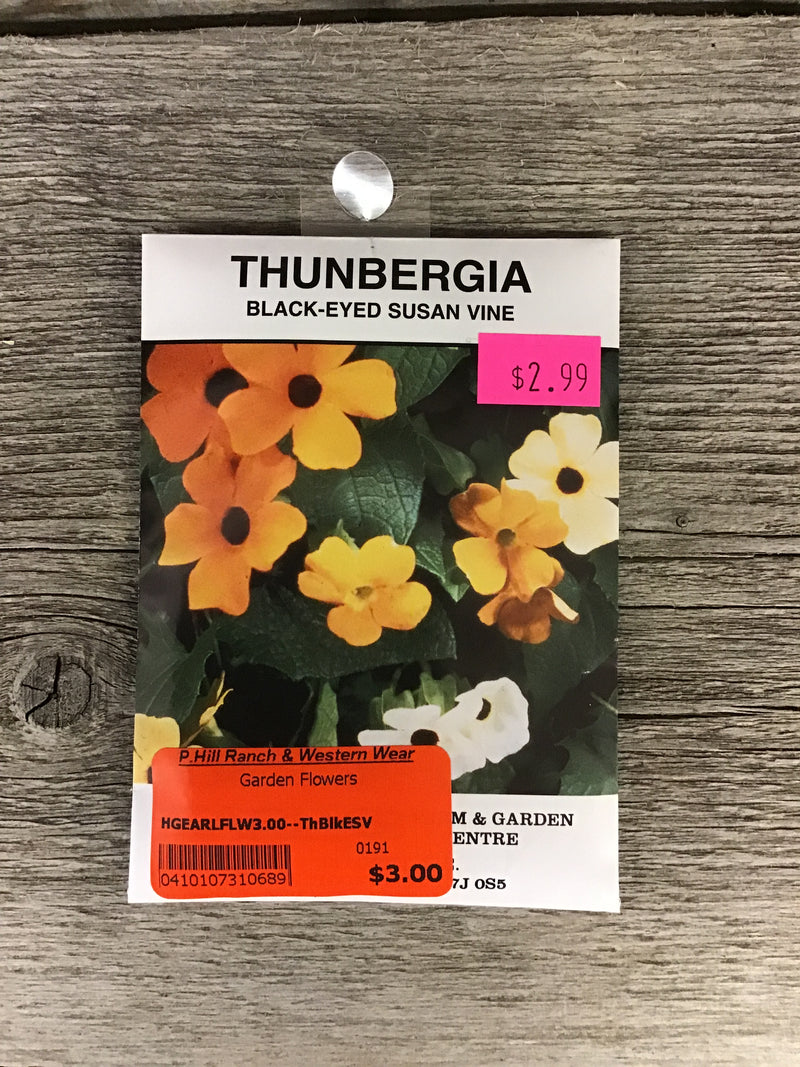 THUNBERGIA
BLACK-EYED SUSAN VINE
$2.99
P.Hill Ranch & Western Wear
Garden Flowers
HGEARLFLW3.00--ThBlkESV
0191
0410107310689
$3.00
M & GARDEN
ENTRE
7J 0S5